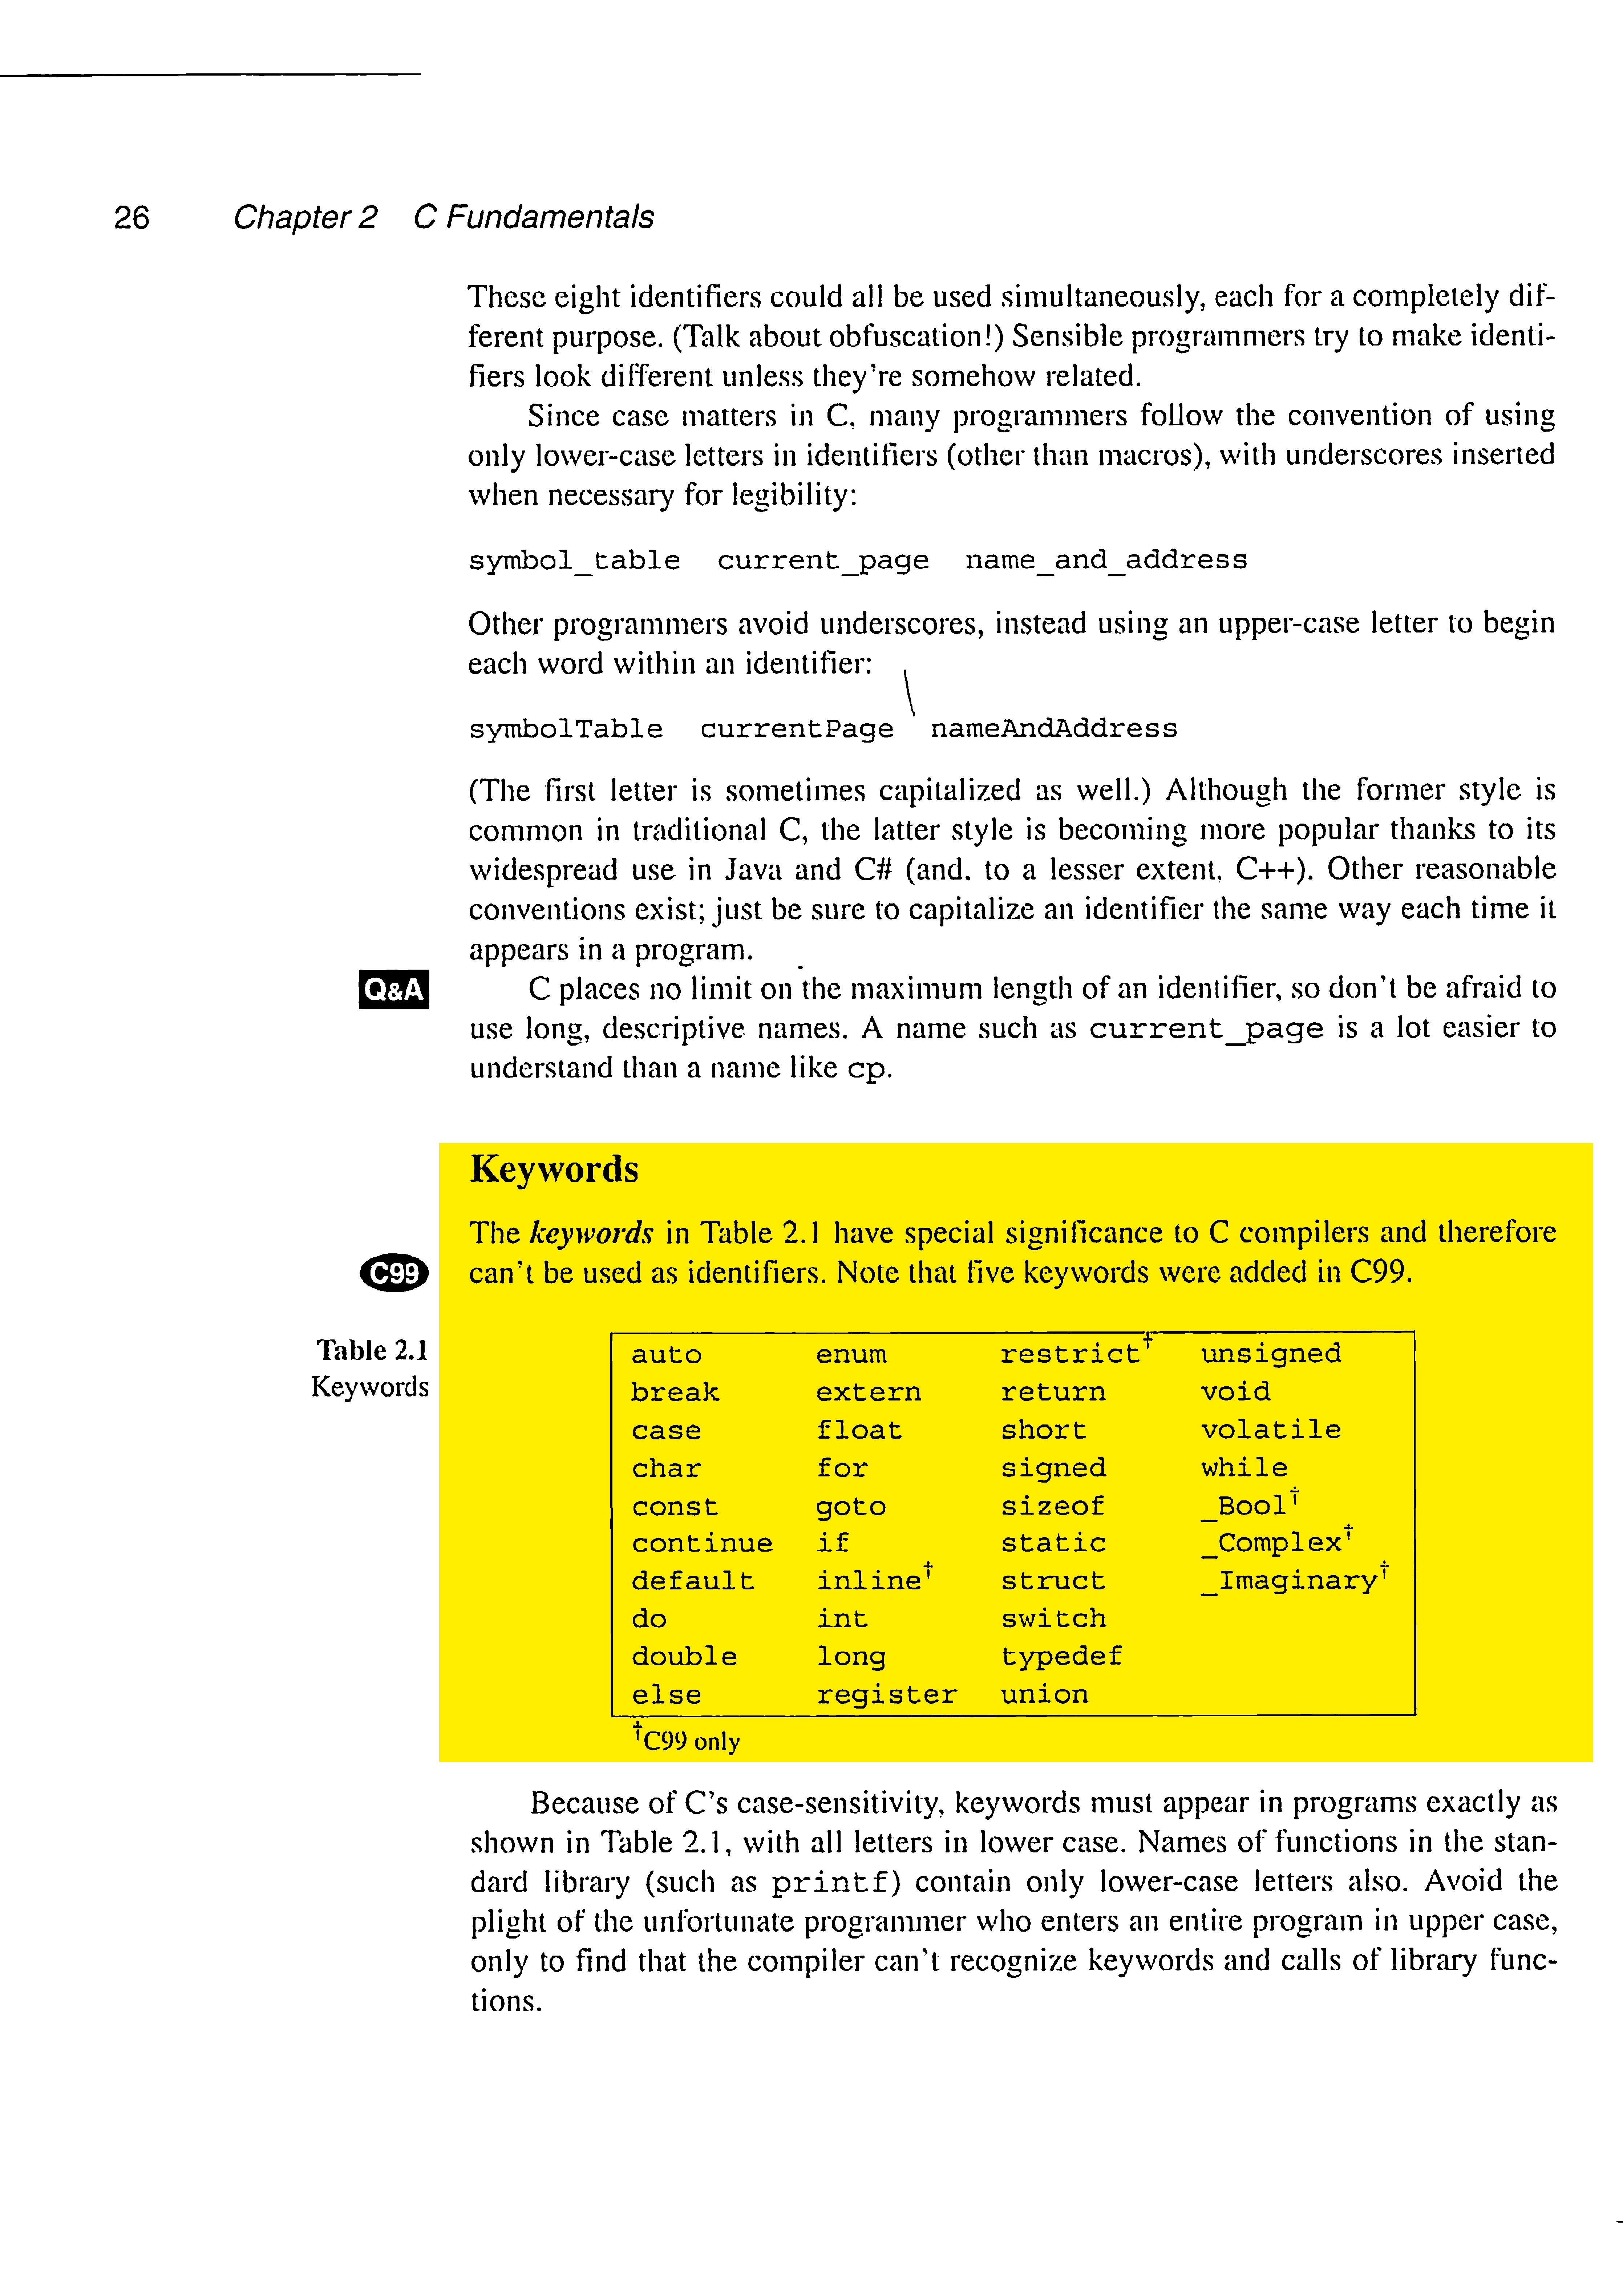 26 Chapter 2 C Fundamentals
These eight identifiers could all be used simultaneously, each for a completely dif-
ferent purpose. (Talk about obfuscation!) Sensible programmers try to make identi-
fiers look different unless they're somehow related.
Since case matters in C, many programmers follow the convention of using
only lower-case letters in identifiers (other than macros), with underscores inserted
when necessary for legibility:
symbol_table current_page name_and_address
Other programmers avoid underscores, instead using an upper-case letter to begin
each word within an identifier:
symbolTable currentPage nameAndAddress
(The first letter is sometimes capitalized as well.) Although the former style is
common in traditional C, the latter style is becoming more popular thanks to its
widespread use in Java and C# (and, to a lesser extent, C++). Other reasonable
conventions exist; just be sure to capitalize an identifier the same way each time it
appears in a program.
Q&A C places no limit on the maximum length of an identifier, so don't be afraid to
use long, descriptive names. A name such as current_page is a lot easier to
understand than a name like cp.
Keywords
The keywords in Table 2.1 have special significance to C compilers and therefore
C99 can't be used as identifiers. Note that five keywords were added in C99.
Table 2.1
Keywords
auto enum restrict† unsigned
break extern return void
case float short volatile
char for signed while
const goto sizeof _Bool†
continue if static _Complex†
default inline† struct _Imaginary†
do int switch
double long typedef
else register union
†C99 only
Because of C's case-sensitivity, keywords must appear in programs exactly as
shown in Table 2.1, with all letters in lower case. Names of functions in the stan-
dard library (such as printf) contain only lower-case letters also. Avoid the
plight of the unfortunate programmer who enters an entire program in upper case,
only to find that the compiler can't recognize keywords and calls of library func-
tions.